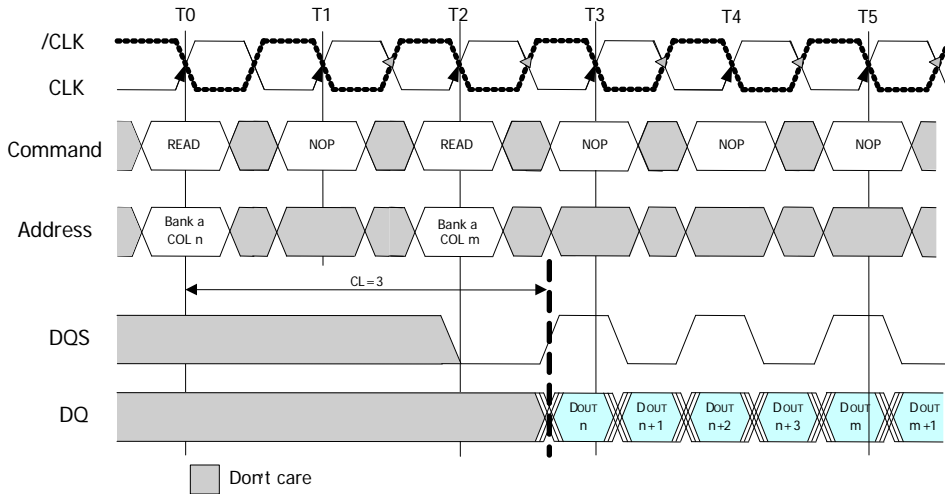 T0 T1 T2 T3 T4 T5
/CLK
CLK
Command READ NOP READ NOP NOP NOP
Address Bank a COL n Bank a COL m
CL=3
DQS
DQ DOUT n DOUT n+1 DOUT n+2 DOUT n+3 DOUT m DOUT m+1
Don't care